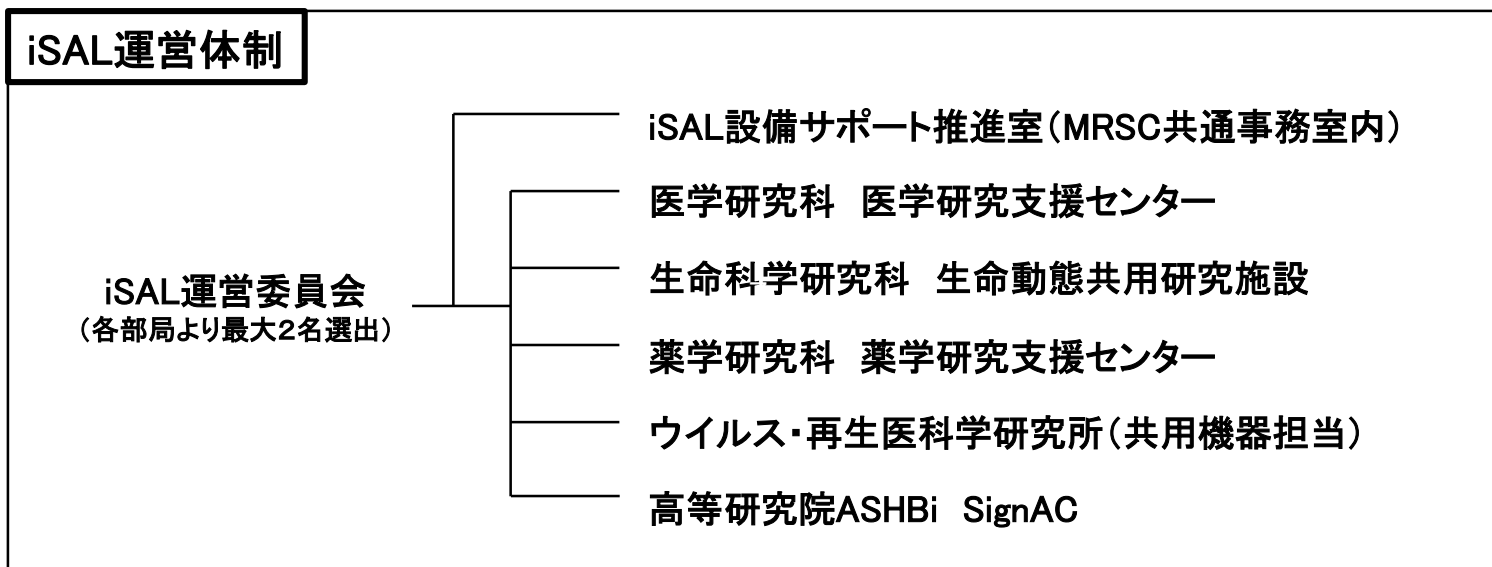 iSAL運営体制
iSAL設備サポート推進室（MRSC共通事務室内）
医学研究科　医学研究支援センター
生命科学研究科　生命動態共用研究施設
iSAL運営委員会
（各部局より最大２名選出）
薬学研究科　薬学研究支援センター
ウイルス・再生医科学研究所（共用機器担当）
高等研究院ASHBi　SignAC